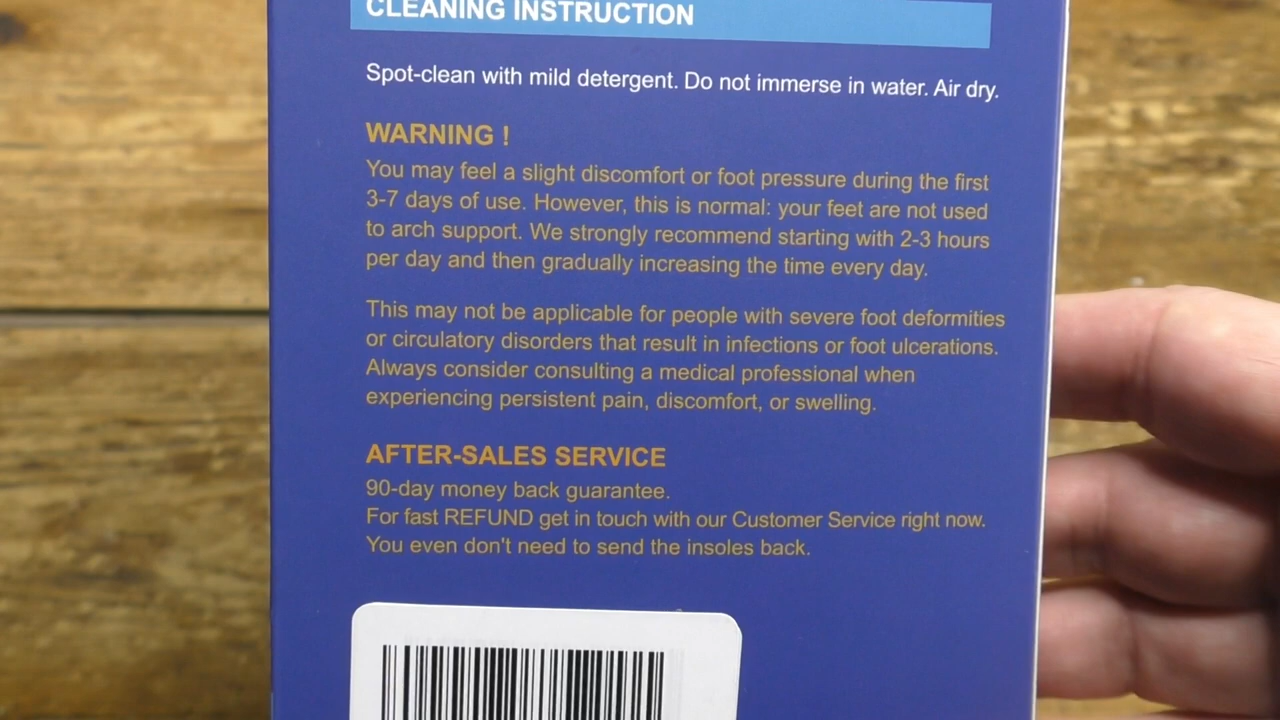 CLEANING INSTRUCTION
Spot-clean with mild detergent. Do not immerse in water. Air dry.
WARNING !
You may feel a slight discomfort or foot pressure during the first
3-7 days of use. However, this is normal: your feet are not used
to arch support. We strongly recommend starting with 2-3 hours
per day and then gradually increasing the time every day.
This may not be applicable for people with severe foot deformities
or circulatory disorders that result in infections or foot ulcerations.
Always consider consulting a medical professional when
experiencing persistent pain, discomfort, or swelling.
AFTER-SALES SERVICE
90-day money back guarantee.
For fast REFUND get in touch with our Customer Service right now.
You even don't need to send the insoles back.